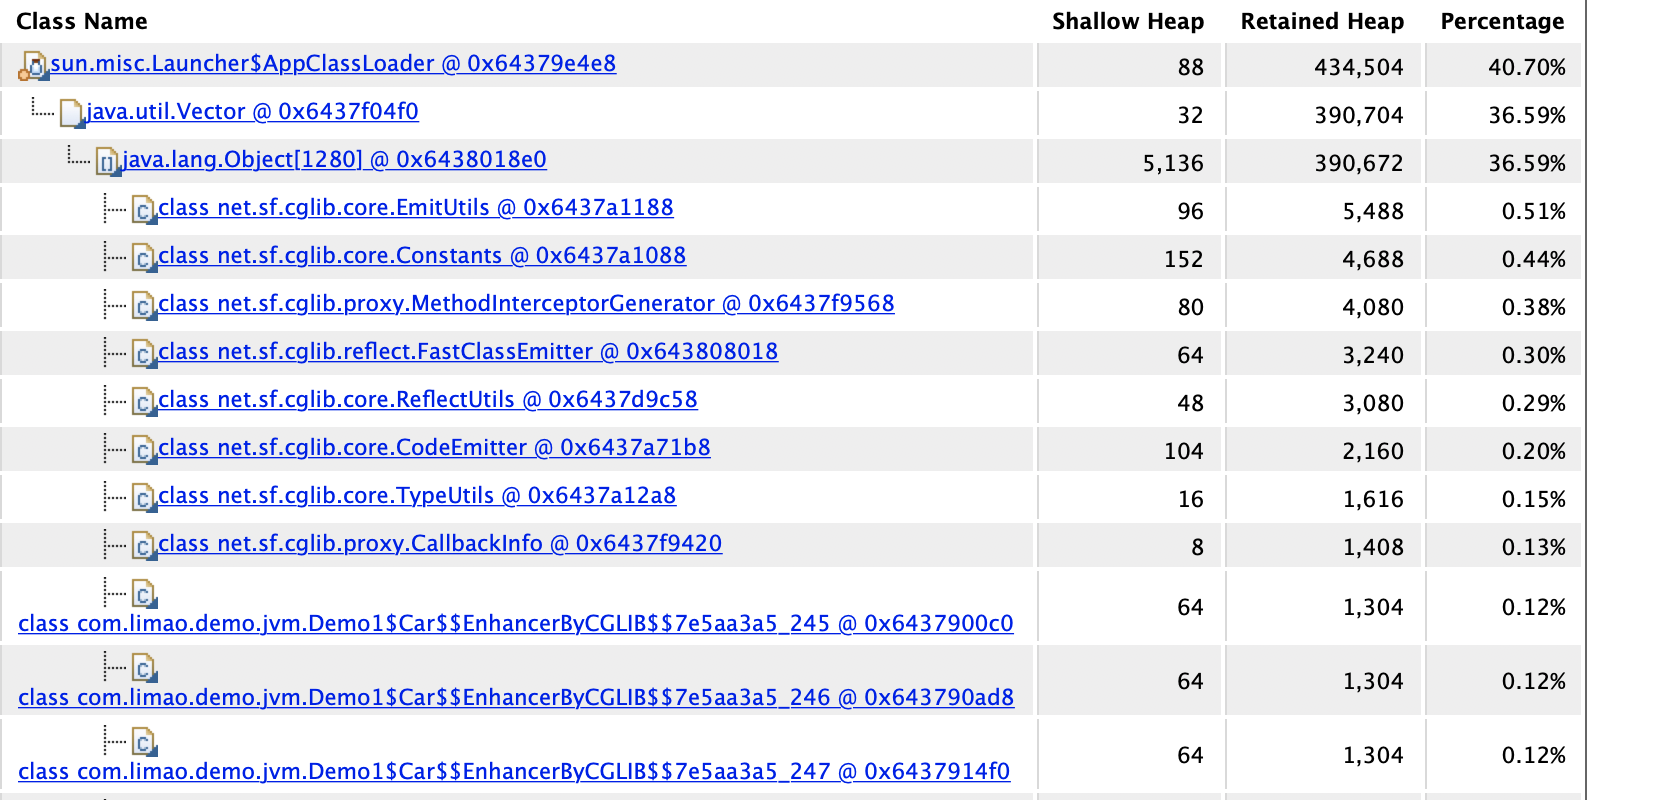 Class Name Shallow Heap Retained Heap Percentage
sun.misc.Launcher$AppClassLoader @ 0x64379e4e8 88 434,504 40.70%
java.util.Vector @ 0x6437f04f0 32 390,704 36.59%
java.lang.Object[1280] @ 0x6438018e0 5,136 390,672 36.59%
class net.sf.cglib.core.EmitUtils @ 0x6437a1188 96 5,488 0.51%
class net.sf.cglib.core.Constants @ 0x6437a1088 152 4,688 0.44%
class net.sf.cglib.proxy.MethodInterceptorGenerator @ 0x6437f9568 80 4,080 0.38%
class net.sf.cglib.reflect.FastClassEmitter @ 0x643808018 64 3,240 0.30%
class net.sf.cglib.core.ReflectUtils @ 0x6437d9c58 48 3,080 0.29%
class net.sf.cglib.core.CodeEmitter @ 0x6437a71b8 104 2,160 0.20%
class net.sf.cglib.core.TypeUtils @ 0x6437a12a8 16 1,616 0.15%
class net.sf.cglib.proxy.CallbackInfo @ 0x6437f9420 8 1,408 0.13%
class com.limao.demo.jvm.Demo1$Car$$EnhancerByCGLIB$$7e5aa3a5_245 @ 0x6437900c0 64 1,304 0.12%
class com.limao.demo.jvm.Demo1$Car$$EnhancerByCGLIB$$7e5aa3a5_246 @ 0x643790ad8 64 1,304 0.12%
class com.limao.demo.jvm.Demo1$Car$$EnhancerByCGLIB$$7e5aa3a5_247 @ 0x6437914f0 64 1,304 0.12%